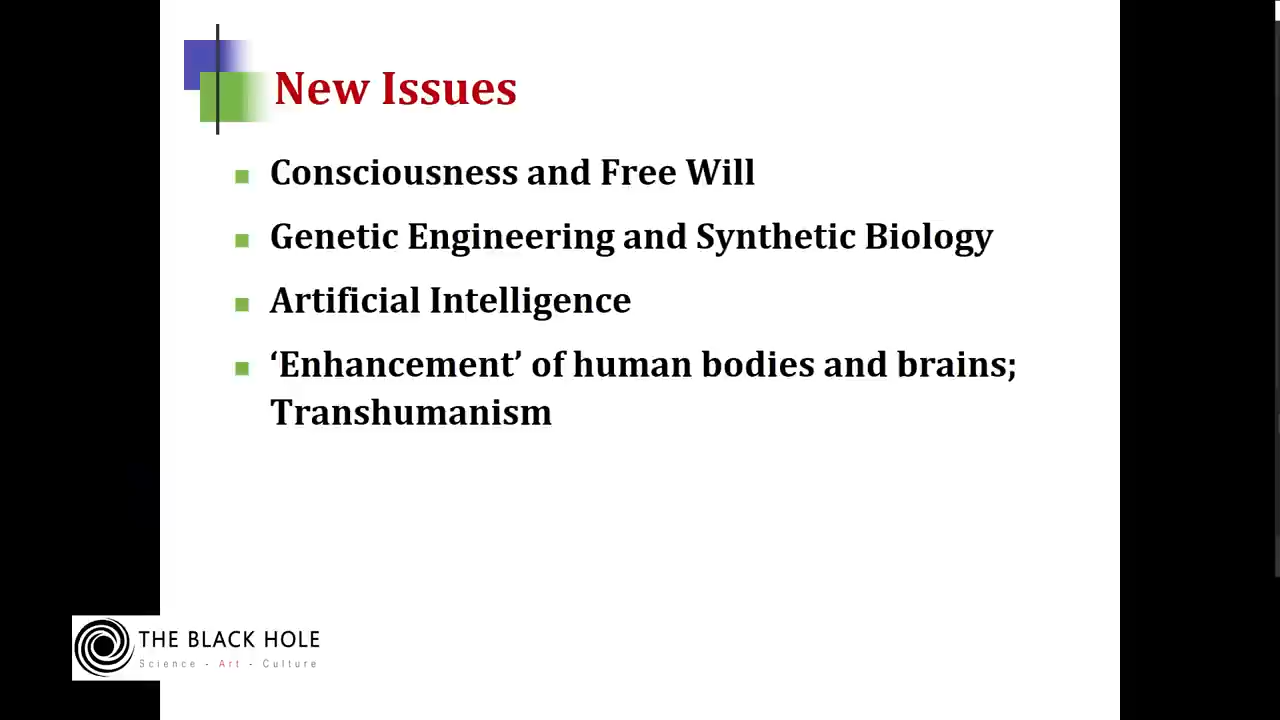 New Issues
Consciousness and Free Will
Genetic Engineering and Synthetic Biology
Artificial Intelligence
‘Enhancement’ of human bodies and brains;
Transhumanism
THE BLACK HOLE
Science - Art - Culture